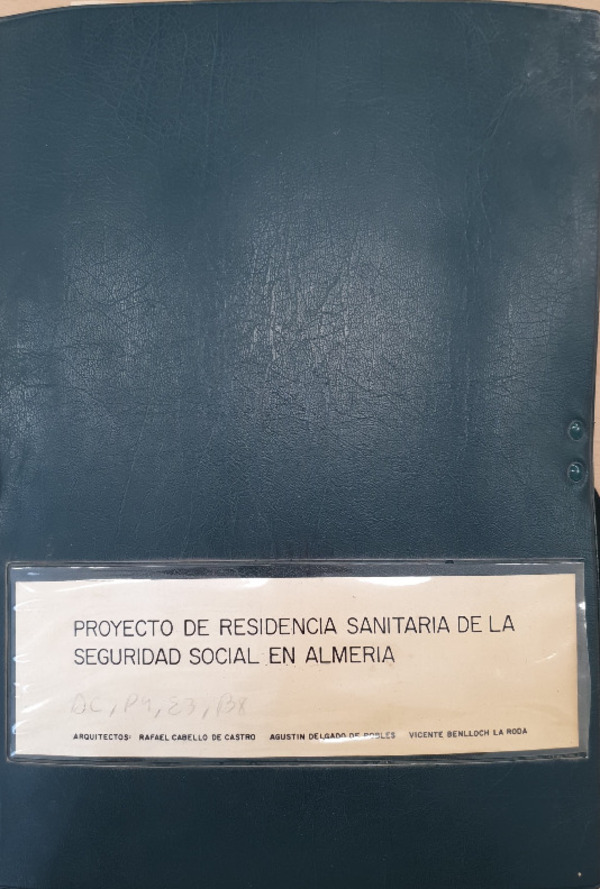 PROYECTO DE RESIDENCIA SANITARIA DE LA
SEGURIDAD SOCIAL EN ALMERIA
ARQUITECTOS: RAFAEL CABELLO DE CASTRO AGUSTIN DELGADO DE ROBLES VICENTE BENLLOCH LA RODA